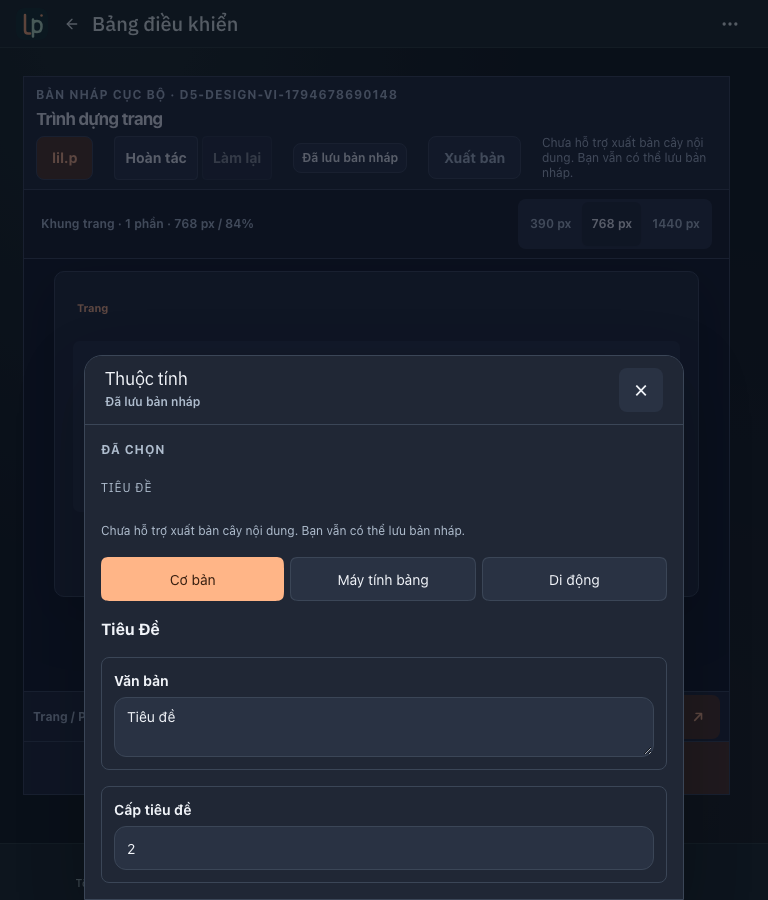 lp
Bảng điều khiển
BẢN NHÁP CỤC BỘ · D5-DESIGN-VI-1794678690148
Trình dựng trang
lil.p
Hoàn tác
Làm lại
Đã lưu bản nháp
Xuất bản
Chưa hỗ trợ xuất bản cây nội
dung. Bạn vẫn có thể lưu bản
nháp.
Khung trang · 1 phần · 768 px / 84%
390 px
768 px
1440 px
Trang
Thuộc tính
Đã lưu bản nháp
ĐÃ CHỌN
TIÊU ĐỀ
Chưa hỗ trợ xuất bản cây nội dung. Bạn vẫn có thể lưu bản nháp.
Cơ bản
Máy tính bảng
Di động
Tiêu Đề
Văn bản
Tiêu đề
Trang /
Cấp tiêu đề
2